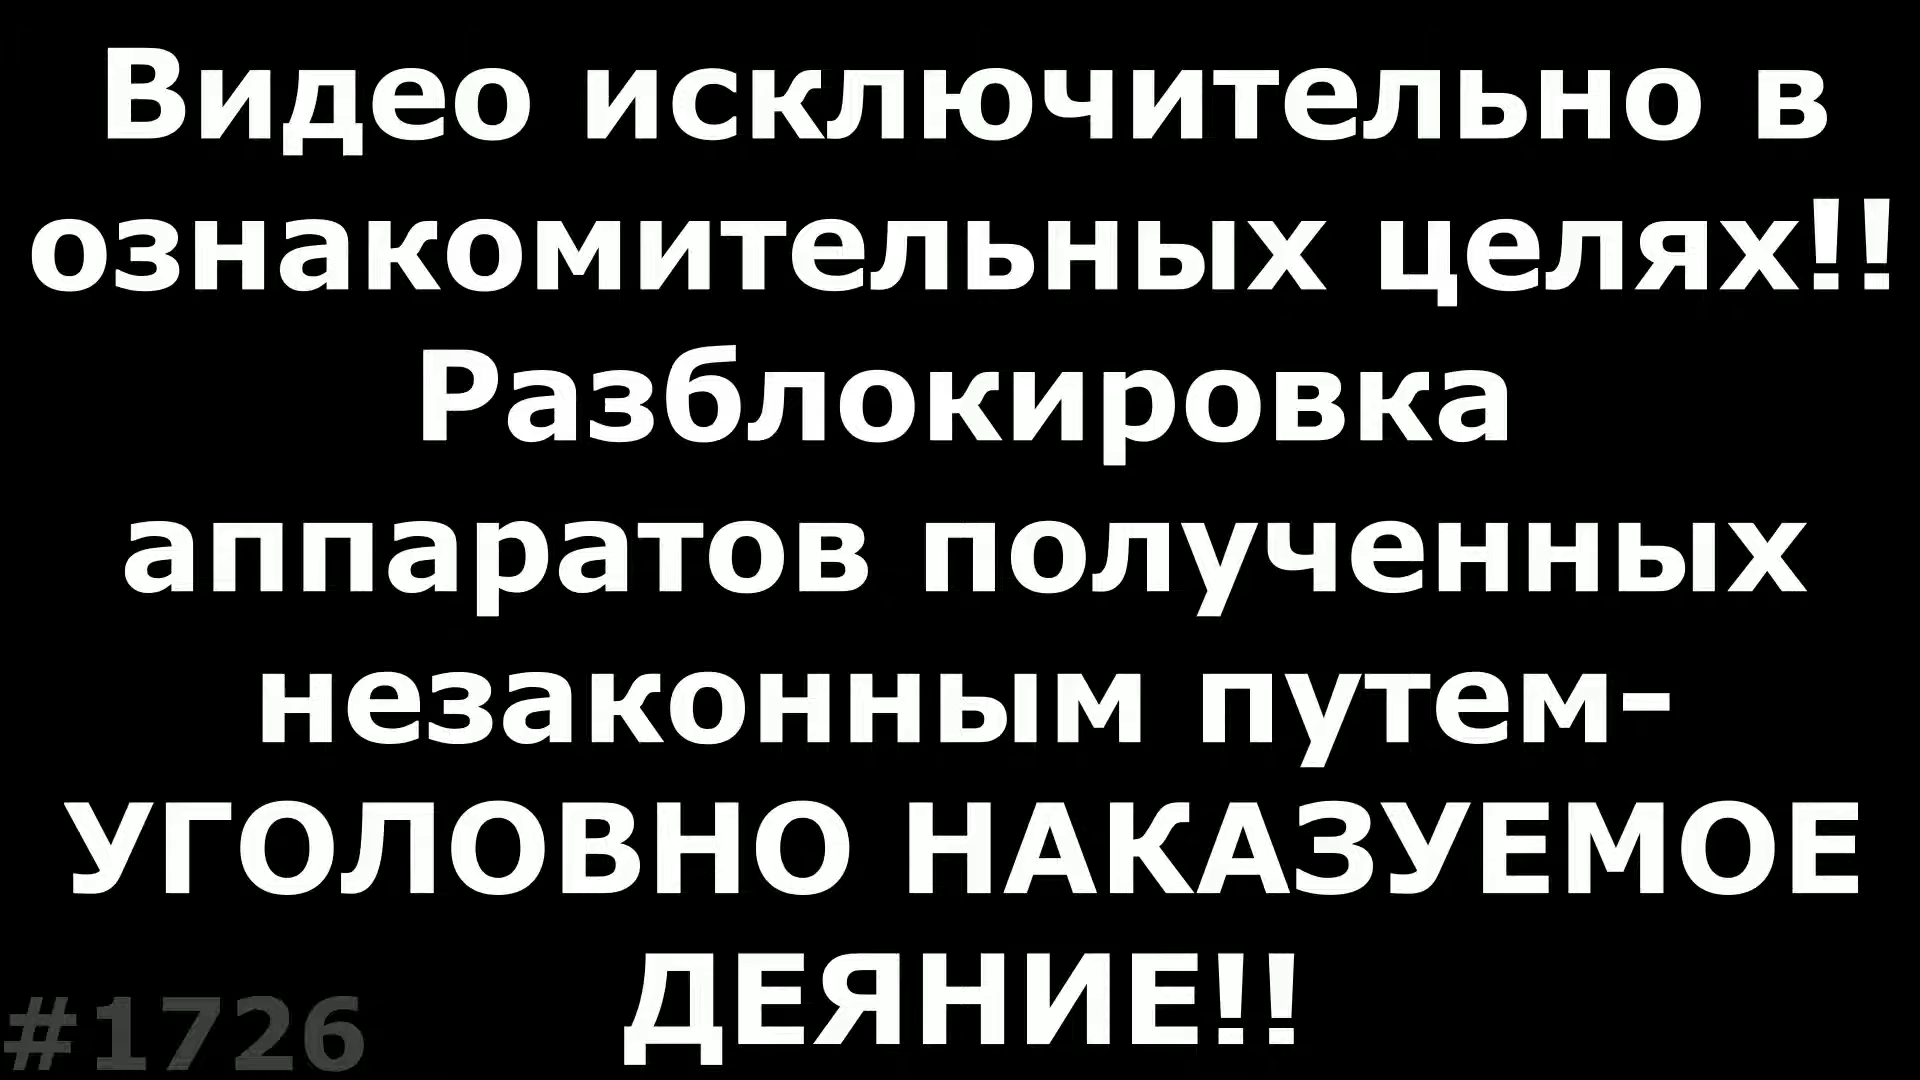 Видео исключительно в
ознакомительных целях!!
Разблокировка
аппаратов полученных
незаконным путем-
УГОЛОВНО НАКАЗУЕМОЕ
ДЕЯНИЕ!!
#1726